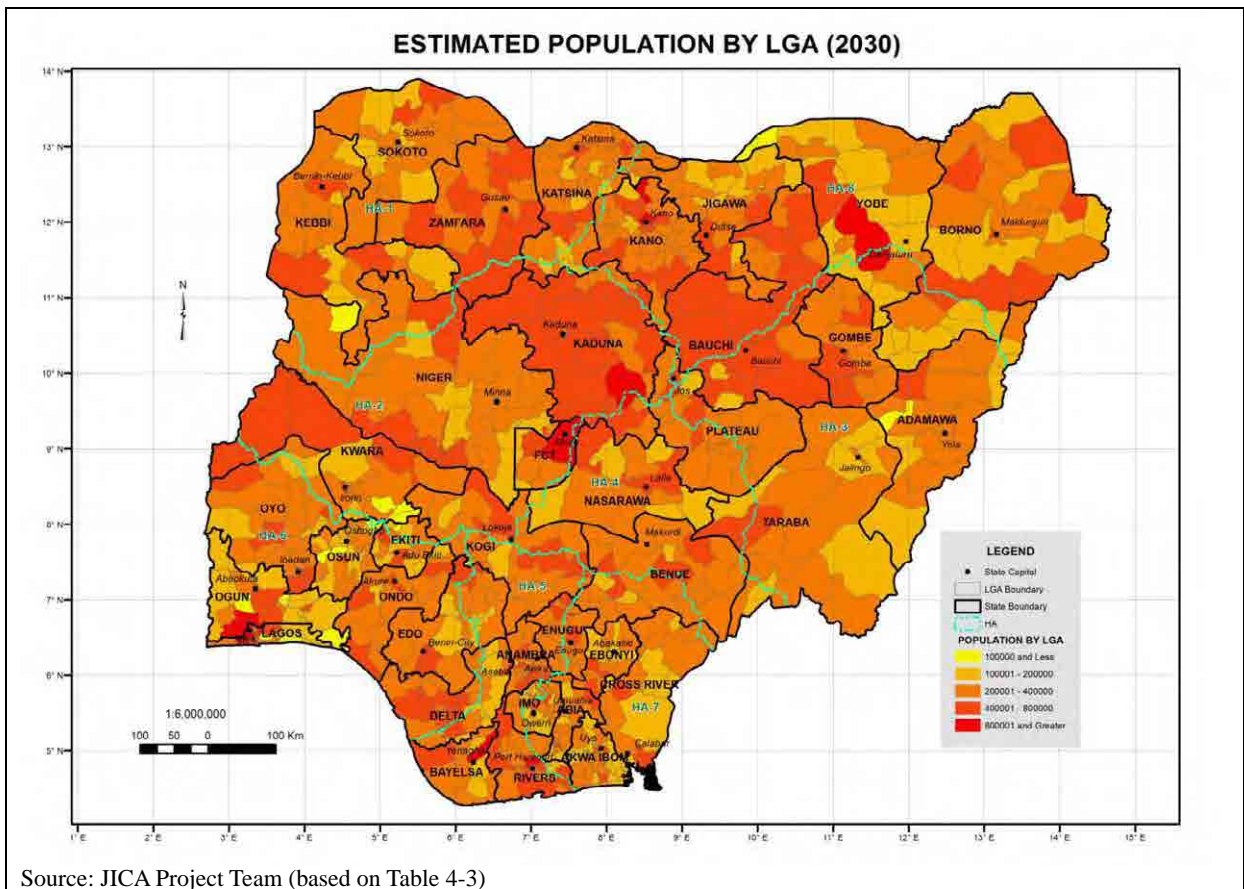 ESTIMATED POPULATION BY LGA (2030)
14° N
13° N
12° N
11° N
10° N
9° N
8° N
7° N
6° N
5° N
N
Sokoto
SOKOTO
Katsina
Birnin-Kebbi
KATSINA
HA-8
HA-1
Gusau
JIGAWA
YOBE
KEBBI
ZAMFARA
Kano
KANO
Dutse
BORNO
Maiduguri
Kaduna
KADUNA
BAUCHI
Bauchi
GOMBE
Gombe
NIGER
Minna
Jos
HA-2
HA-3
ADAMAWA
Yola
PLATEAU
FCT
KWARA
Ilorin
HA-4
Lafia
NASARAWA
Jalingo
OYO
HA-6
Lokoja
TARABA
Oshogbo
EKITI
KOGI
Makurdi
Ibadan
OSUN
Ado Ekiti
BENUE
Abeokuta
OGUN
Akure
ONDO
HA-5
LAGOS
EDO
Benin-City
ENUGU
Enugu
Abakaliki
EBONYI
ANAMBRA
Awka
Asaba
CROSS RIVER
DELTA
IMO
Owerri
ABIA
Umuahia
HA-7
Uyo
Calabar
Yenagoa
Port Harcourt
AKWA IBOM
BAYELSA
RIVERS
1:6,000,000
100 50 0 100 Km
LEGEND
State Capital
LGA Boundary
State Boundary
HA
POPULATION BY LGA
100000 and Less
100001 - 200000
200001 - 400000
400001 - 800000
800001 and Greater
1° E 2° E 3° E 4° E 5° E 6° E 7° E 8° E 9° E 10° E 11° E 12° E 13° E 14° E 15° E
Source: JICA Project Team (based on Table 4-3)